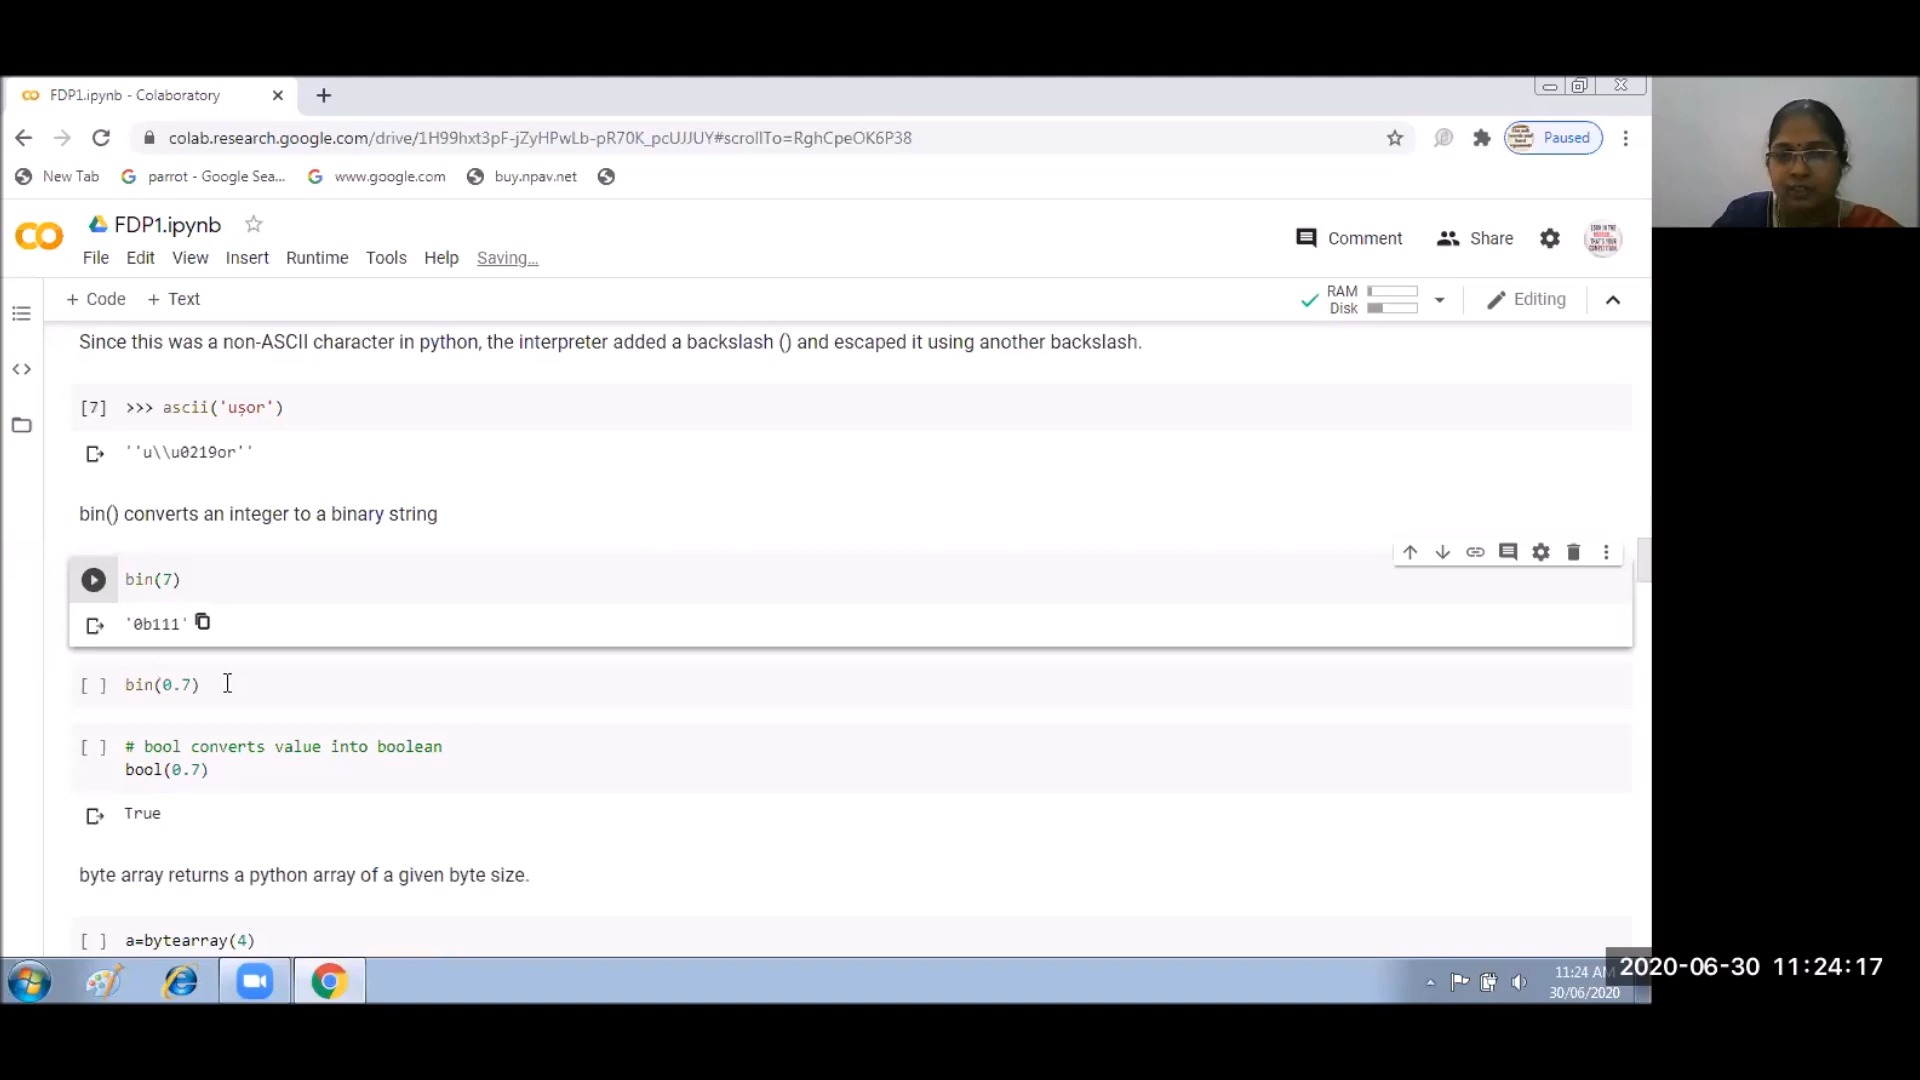 FDP1.ipynb - Colaboratory
colab.research.google.com/drive/1H99hxt3pF-jZyHPwLb-pR70K_pcUJJUY#scrollTo=RghCpeOK6P38
Paused
New Tab
parrot - Google Sea...
www.google.com
buy.npav.net
FDP1.ipynb
Comment
Share
File Edit View Insert Runtime Tools Help Saving...
+ Code + Text
RAM
Disk
Editing
Since this was a non-ASCII character in python, the interpreter added a backslash () and escaped it using another backslash.
[7] >>> ascii('ușor')
''u\\u0219or''
bin() converts an integer to a binary string
bin(7)
'0b111'
[ ] bin(0.7)
[ ] # bool converts value into boolean
bool(0.7)
True
byte array returns a python array of a given byte size.
[ ] a=bytearray(4)
11:24 AM
30/06/2020
2020-06-30 11:24:17